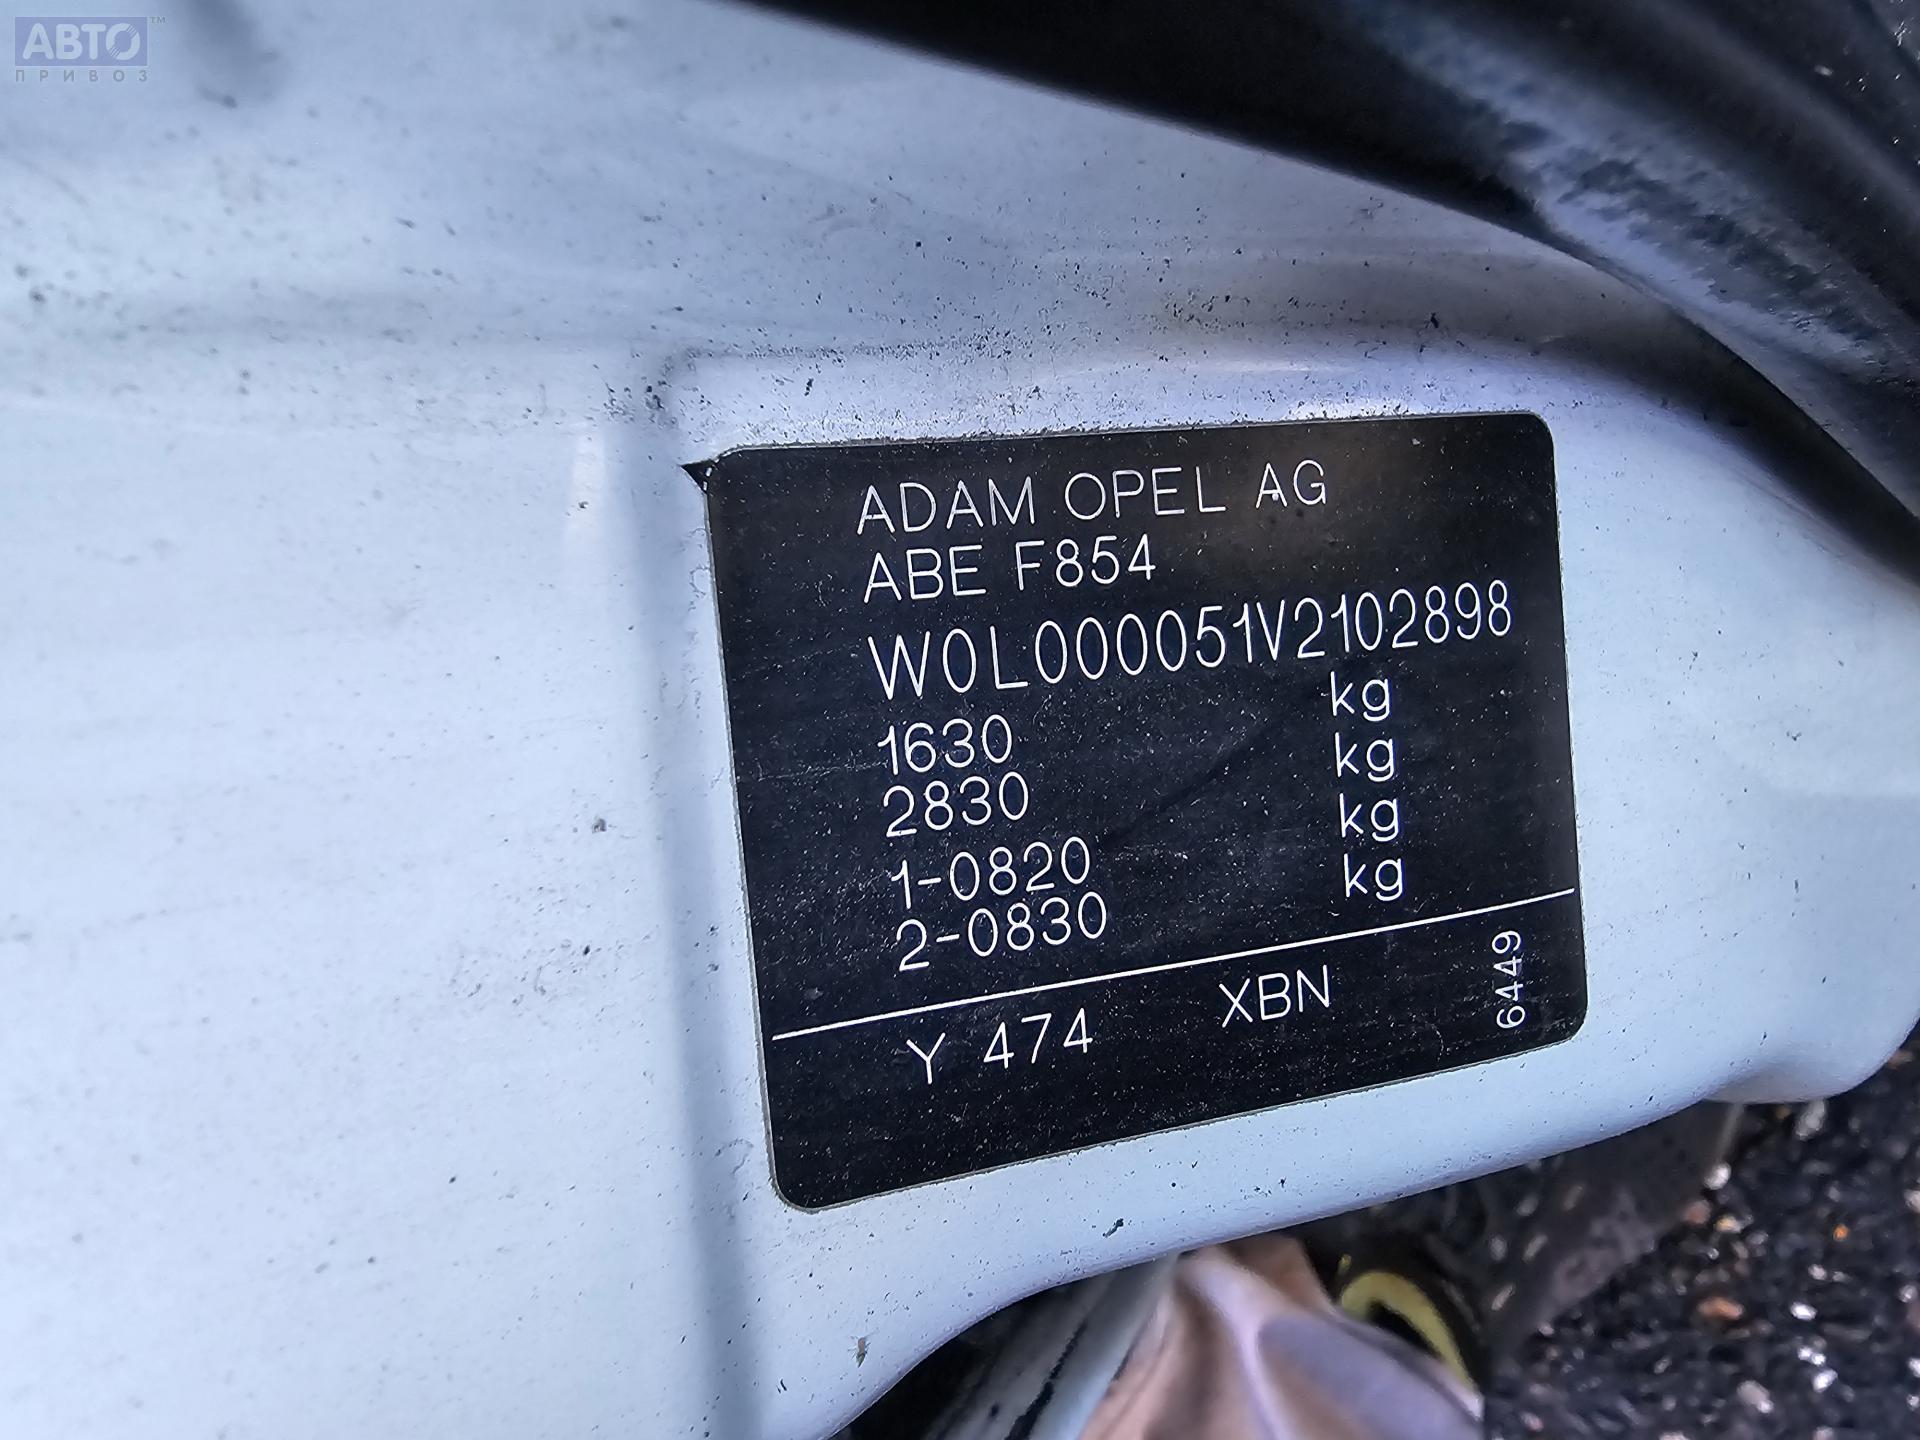 АВТО™
ПРИВОЗ
ADAM OPEL AG
ABE F854
W0L000051V2102898
1630 kg
2830 kg
1-0820 kg
2-0830 kg
Y 474 XBN 6449